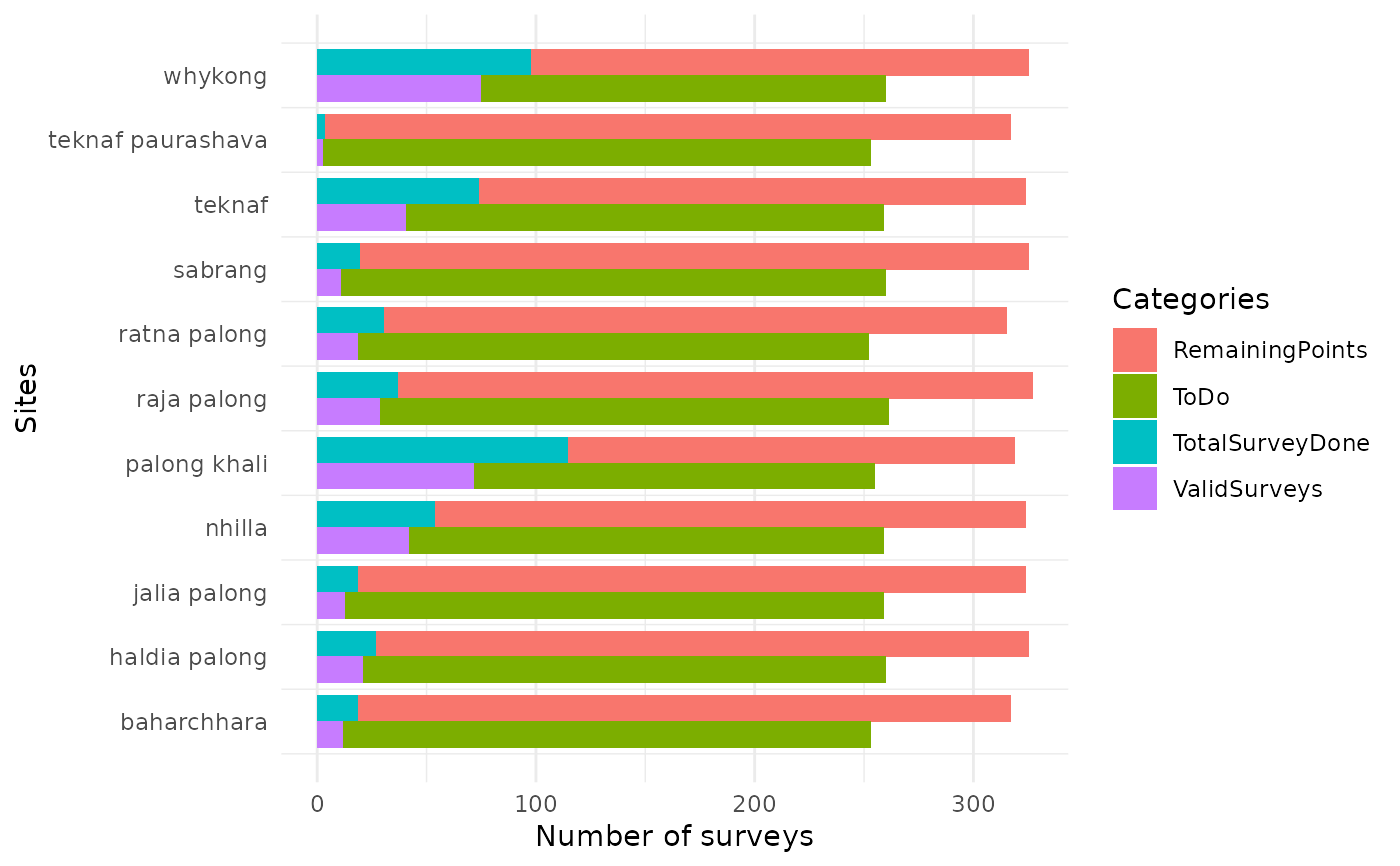 whykong
teknaf paurashava
teknaf
sabrang
ratna palong
raja palong
palong khali
nhilla
jalia palong
haldia palong
baharchhara
Sites
0 100 200 300
Number of surveys
Categories
RemainingPoints
ToDo
TotalSurveyDone
ValidSurveys